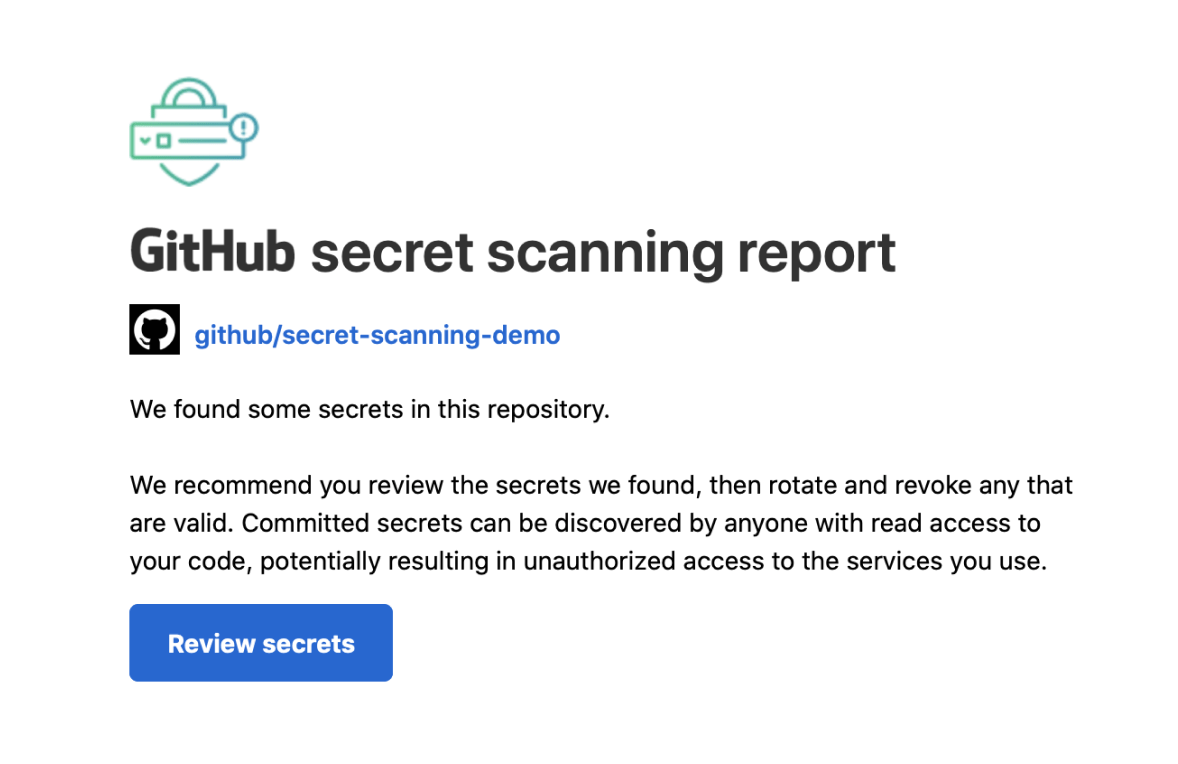 GitHub secret scanning report
github/secret-scanning-demo
We found some secrets in this repository.
We recommend you review the secrets we found, then rotate and revoke any that
are valid. Committed secrets can be discovered by anyone with read access to
your code, potentially resulting in unauthorized access to the services you use.
Review secrets